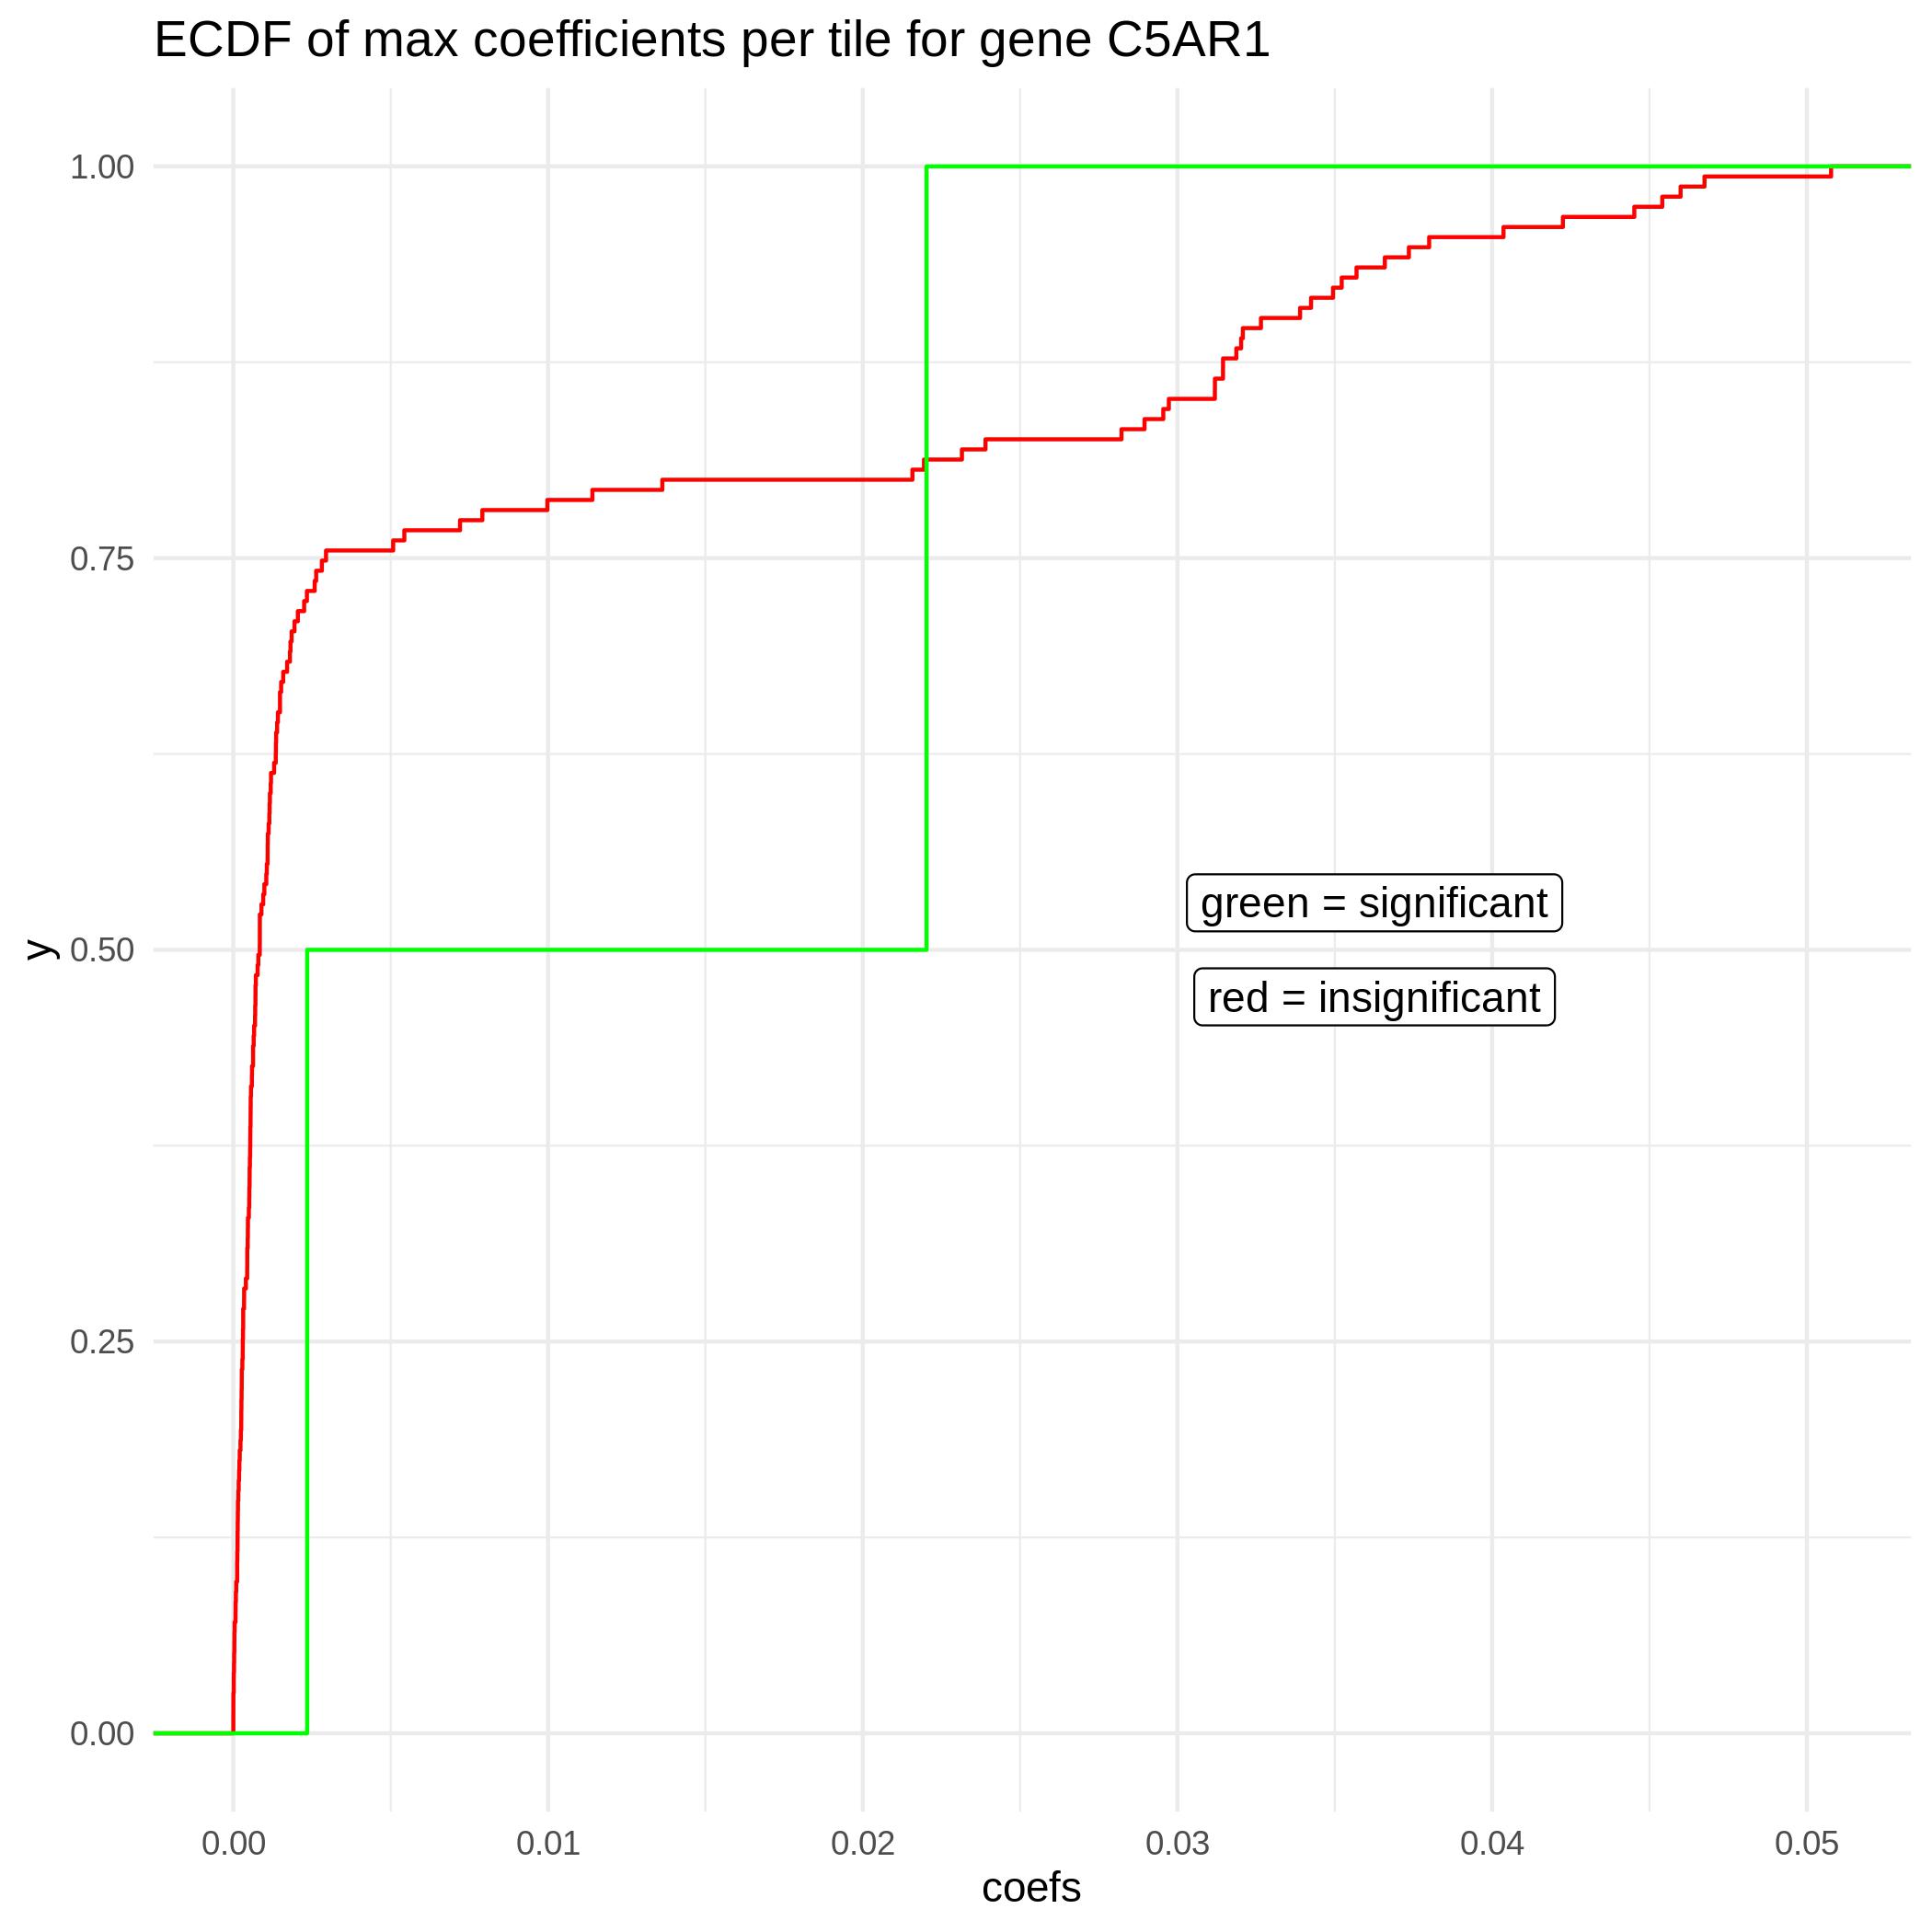 ECDF of max coefficients per tile for gene C5AR1
1.00
0.75
0.50
0.25
0.00
y
green = significant
red = insignificant
0.00 0.01 0.02 0.03 0.04 0.05
coefs